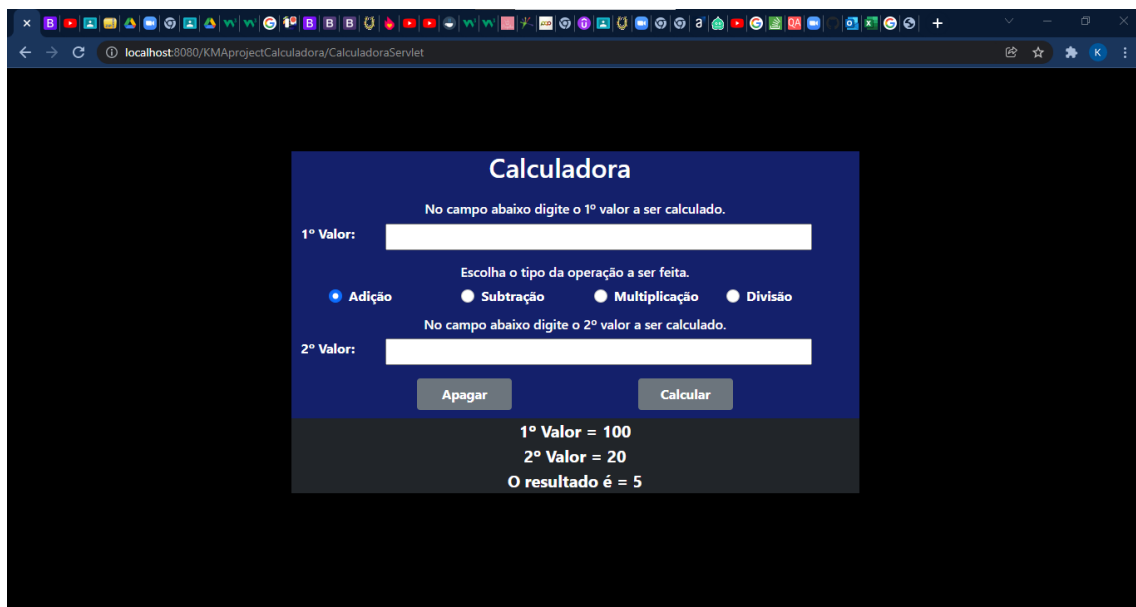 localhost:8080/KMAprojectCalculadora/CalculadoraServlet
K
Calculadora
No campo abaixo digite o 1º valor a ser calculado.
1º Valor:
Escolha o tipo da operação a ser feita.
Adição Subtração Multiplicação Divisão
No campo abaixo digite o 2º valor a ser calculado.
2º Valor:
Apagar Calcular
1º Valor = 100
2º Valor = 20
O resultado é = 5